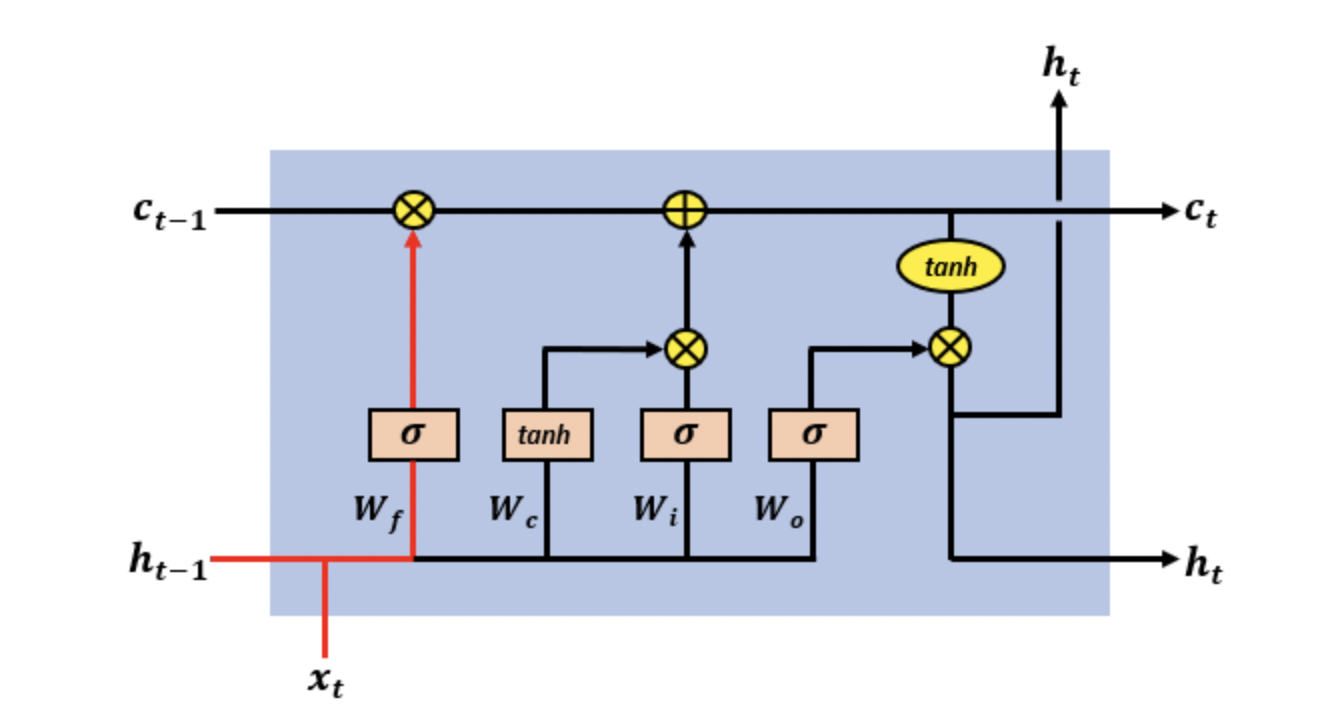 h_t
c_{t-1}
c_t
tanh
σ tanh σ σ
W_f W_c W_i W_o
h_{t-1}
h_t
x_t